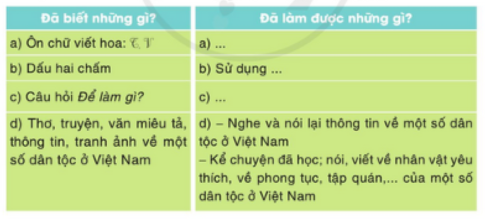 Đã biết những gì?
Đã làm được những gì?
a) Ôn chữ viết hoa: T, V
a) ...
b) Dấu hai chấm
b) Sử dụng ...
c) Câu hỏi Để làm gì?
c) ...
d) Thơ, truyện, văn miêu tả,
thông tin, tranh ảnh về một
số dân tộc ở Việt Nam
d) – Nghe và nói lại thông tin về một số dân
tộc ở Việt Nam
– Kể chuyện đã học; nói, viết về nhân vật yêu
thích, về phong tục, tập quán,... của một số
dân tộc ở Việt Nam